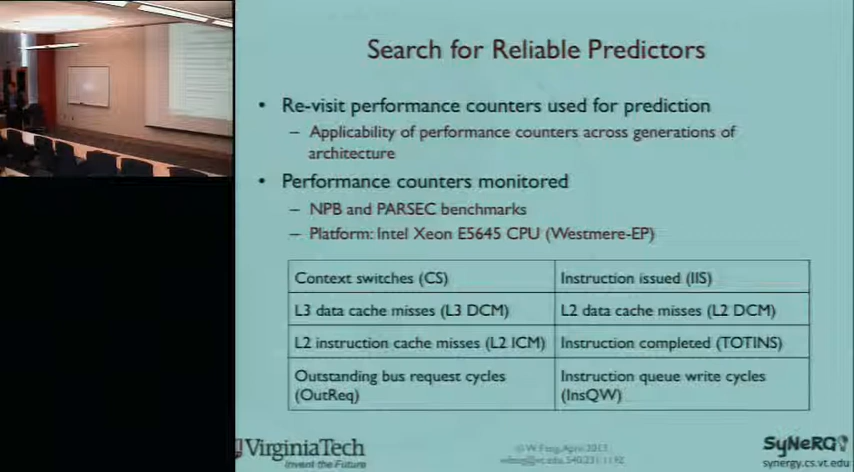 Search for Reliable Predictors
• Re-visit performance counters used for prediction
– Applicability of performance counters across generations of
architecture
• Performance counters monitored
– NPB and PARSEC benchmarks
– Platform: Intel Xeon E5645 CPU (Westmere-EP)
Context switches (CS)
Instruction issued (IIS)
L3 data cache misses (L3 DCM)
L2 data cache misses (L2 DCM)
L2 instruction cache misses (L2 ICM)
Instruction completed (TOTINS)
Outstanding bus request cycles
(OutReq)
Instruction queue write cycles
(InsQW)
VirginiaTech
Invent the Future
© W. Feng, April 2013
SyNeRG
synergy.cs.vt.edu